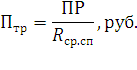 Птр = ПР / Rср.сп , руб.